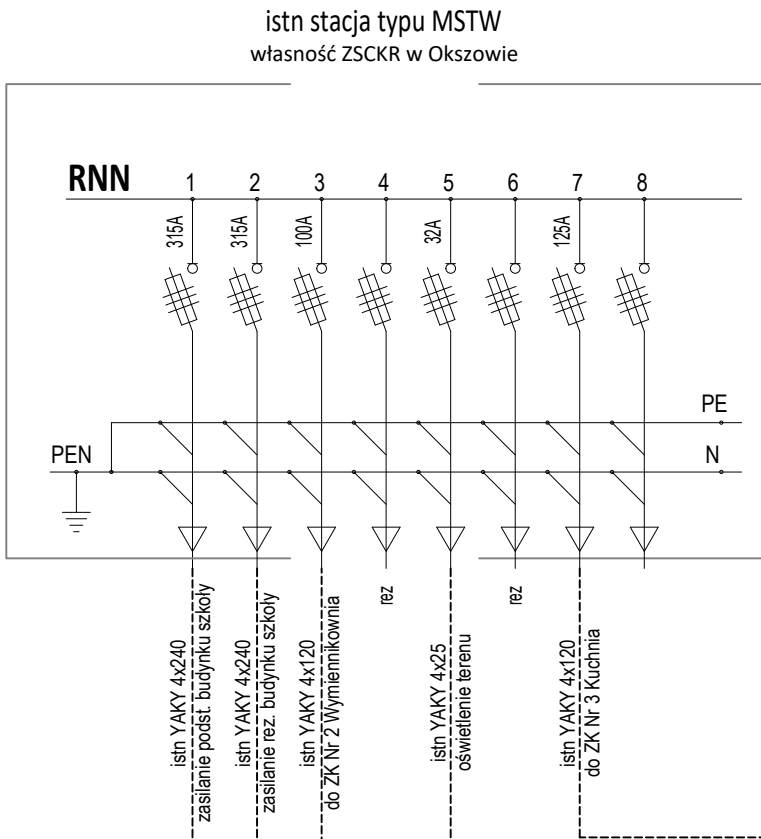 istn stacja typu MSTW
własność ZSCKR w Okszowie
RNN
1
2
3
4
5
6
7
8
315A
315A
100A
32A
125A
PE
PEN
N
istn YAKY 4x240
zasilanie podst. budynku szkoły
istn YAKY 4x240
zasilanie rez. budynku szkoły
istn YAKY 4x120
do ZK Nr 2 Wymiennikownia
rez
istn YAKY 4x25
oświetlenie terenu
rez
istn YAKY 4x120
do ZK Nr 3 Kuchnia